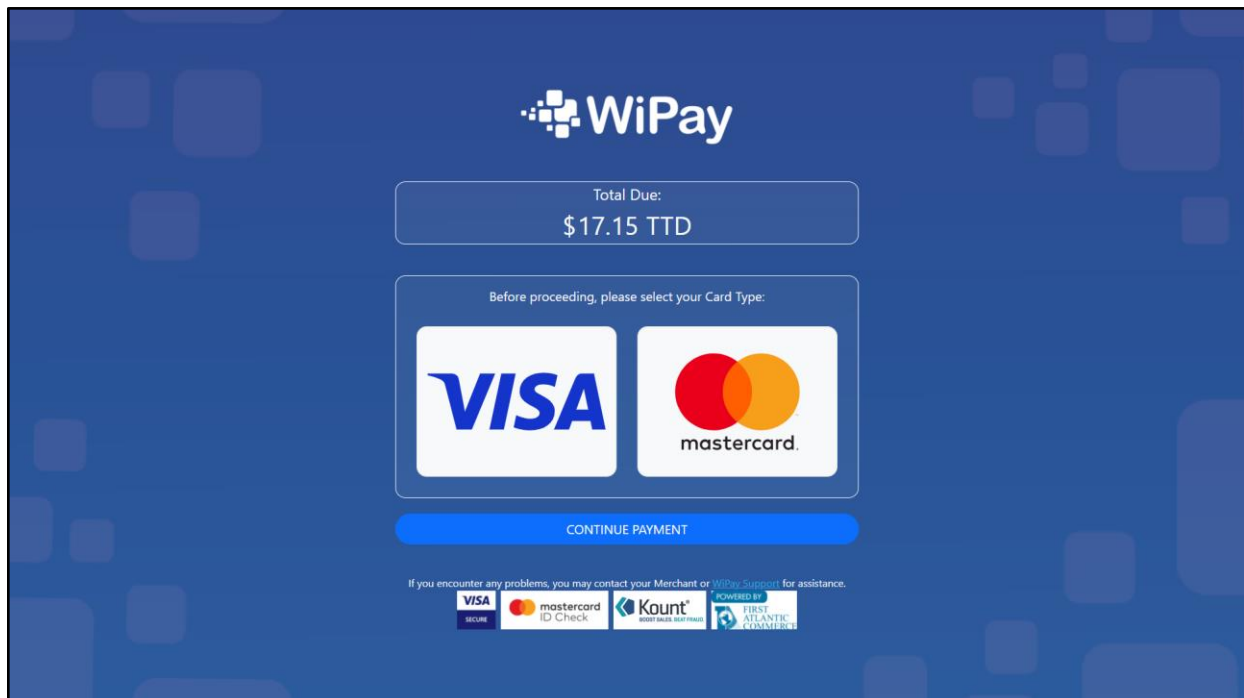 WiPay
Total Due:
$17.15 TTD
Before proceeding, please select your Card Type:
VISA
mastercard.
CONTINUE PAYMENT
If you encounter any problems, you may contact your Merchant or WiPay Support for assistance.
VISA
SECURE
mastercard
ID Check
Kount®
BOOST SALES. BEAT FRAUD.
POWERED BY
FIRST
ATLANTIC
COMMERCE